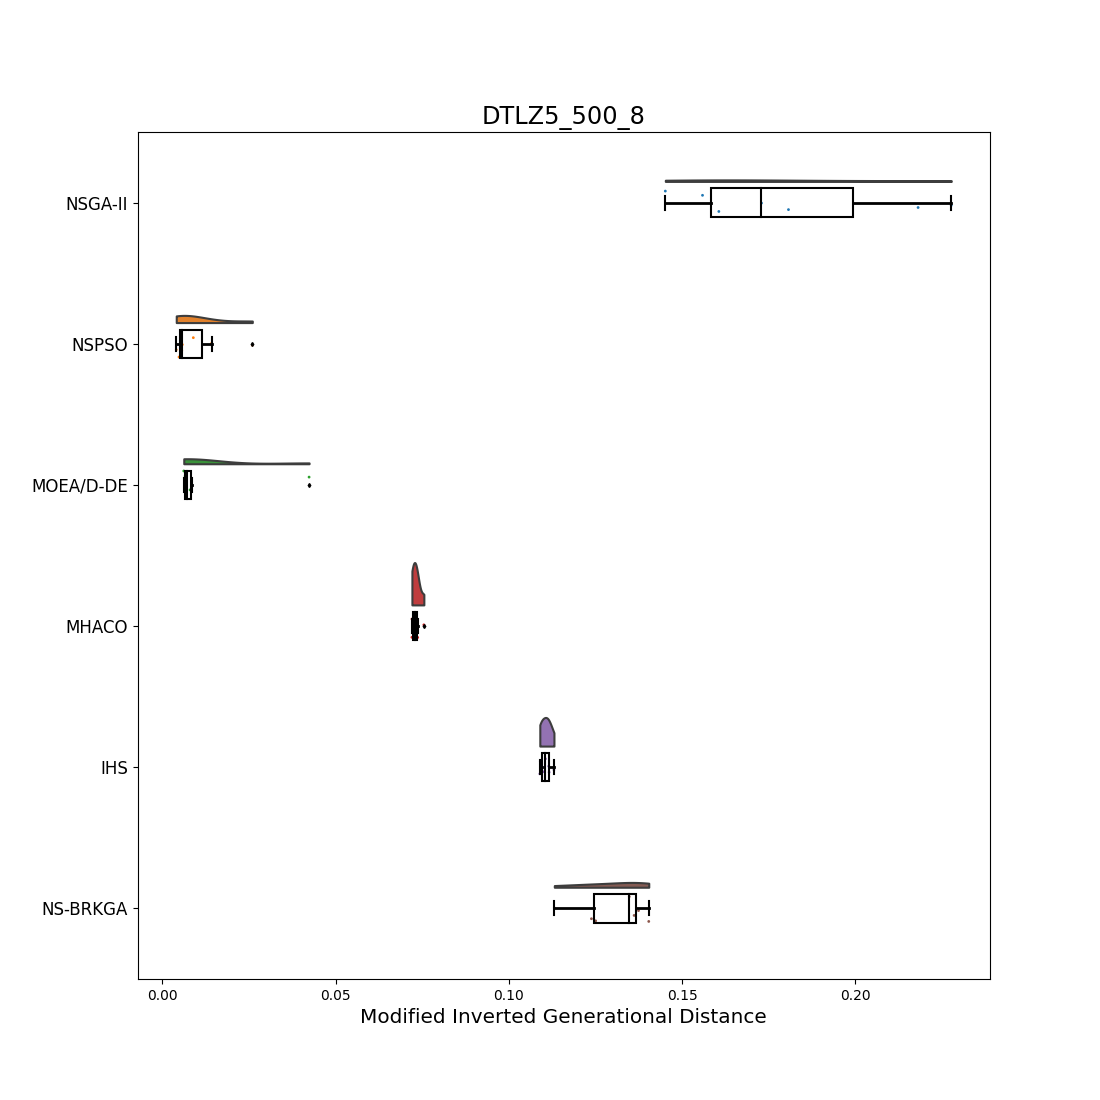 DTLZ5_500_8
NSGA-II
NSPSO
MOEA/D-DE
MHACO
IHS
NS-BRKGA
0.00 0.05 0.10 0.15 0.20
Modified Inverted Generational Distance